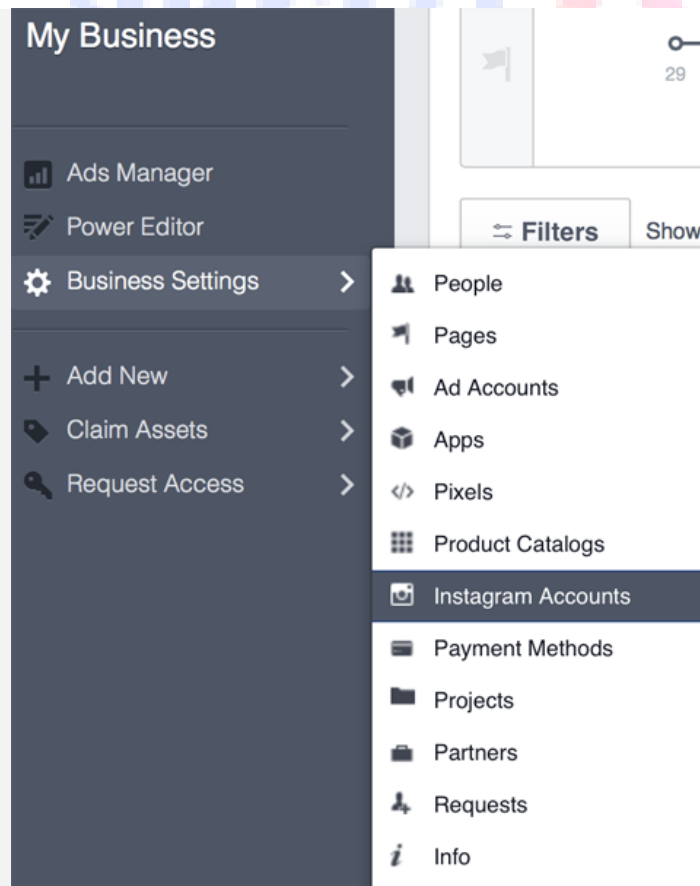 My Business
29
Ads Manager
Power Editor
Filters Show
Business Settings
People
Pages
Ad Accounts
Apps
Pixels
Product Catalogs
Instagram Accounts
Payment Methods
Projects
Partners
Requests
Info
Add New
Claim Assets
Request Access